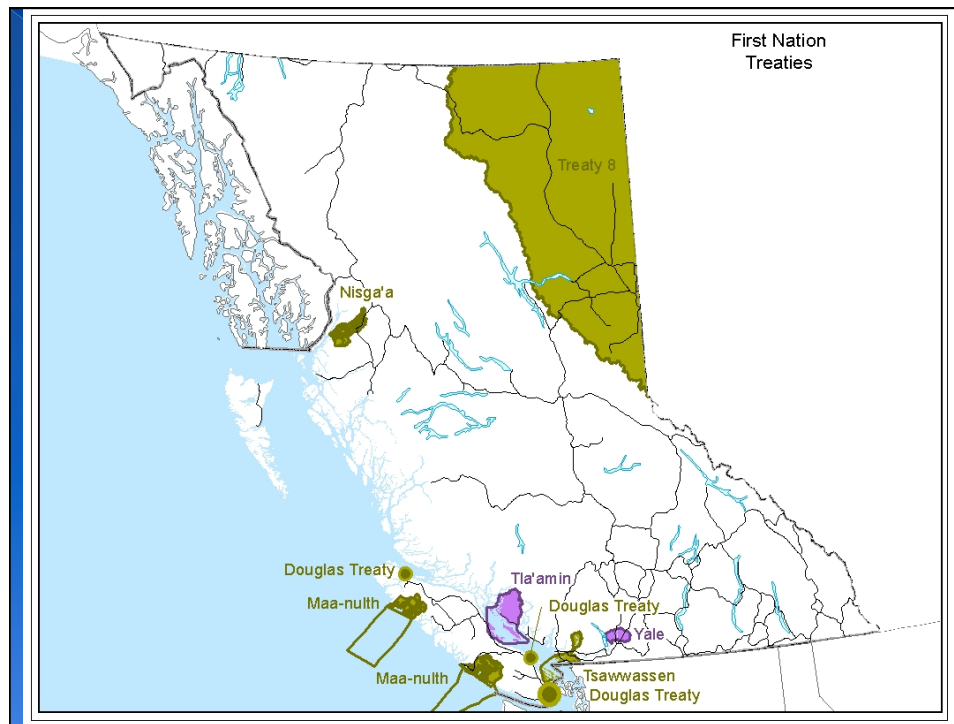 First Nation
Treaties
Treaty 8
Nisga'a
Douglas Treaty
Tla'amin
Maa-nulth
Douglas Treaty
Yale
Maa-nulth
Tsawwassen
Douglas Treaty